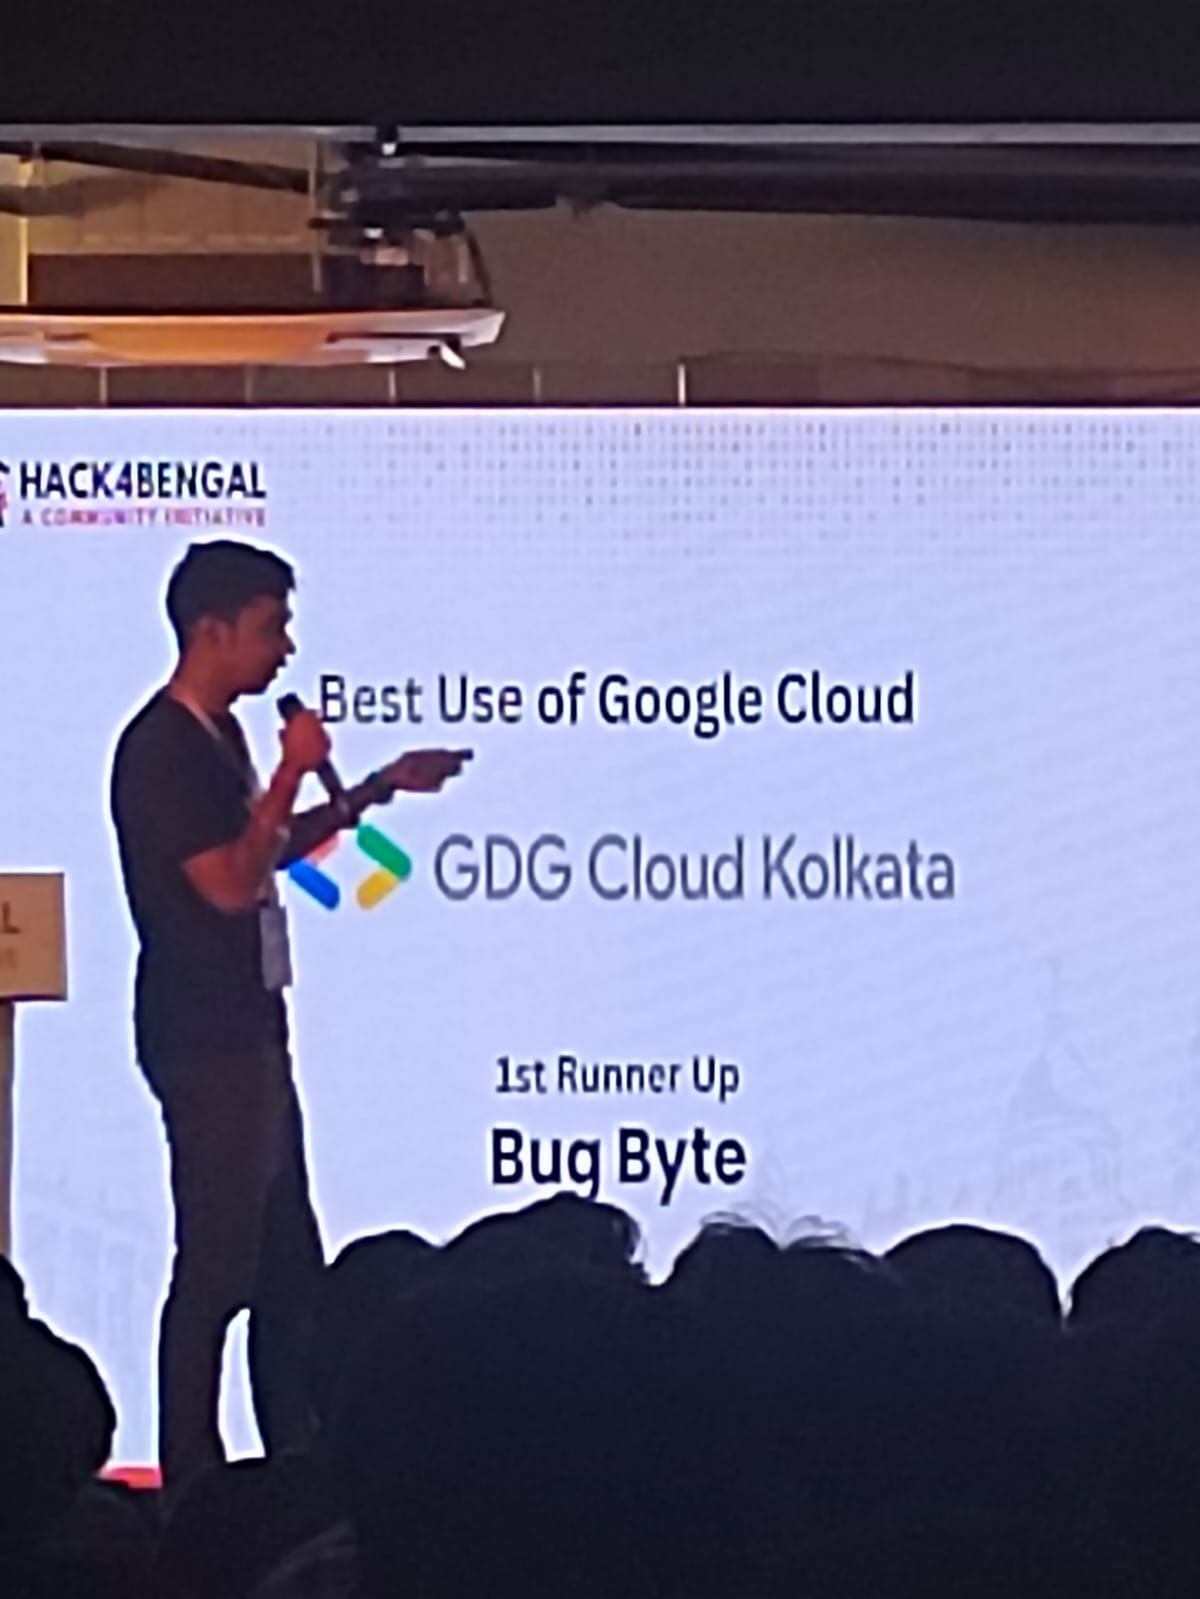 HACK4BENGAL
A COMMUNITY INITIATIVE
Best Use of Google Cloud
GDG Cloud Kolkata
L
1st Runner Up
Bug Byte